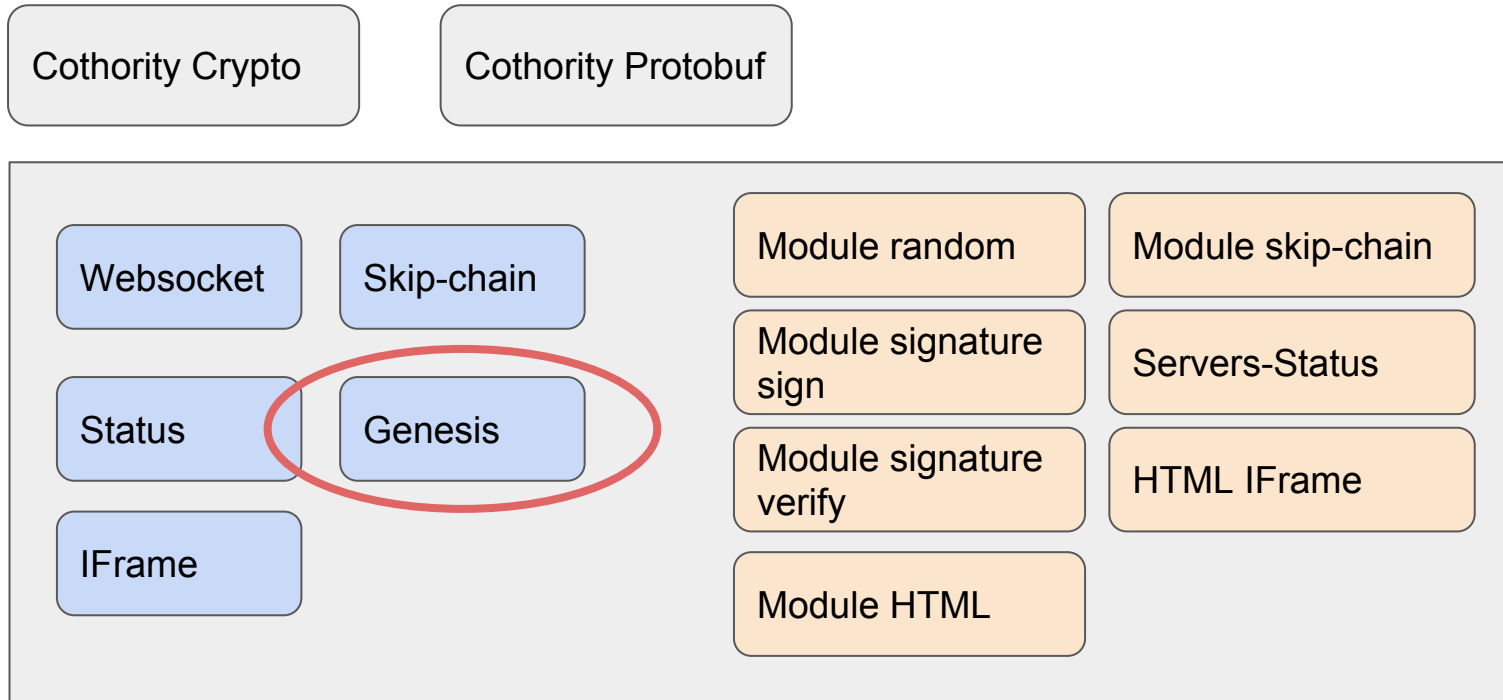 Cothority Crypto
Cothority Protobuf
Websocket
Skip-chain
Status
Genesis
IFrame
Module random
Module skip-chain
Module signature
sign
Servers-Status
Module signature
verify
HTML IFrame
Module HTML